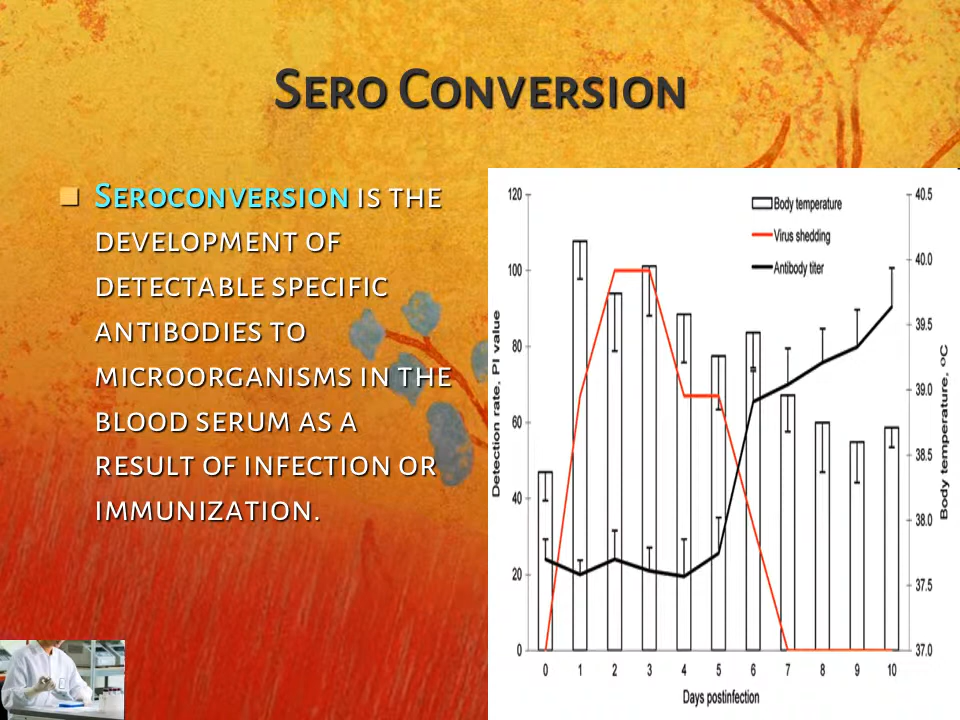 Sero Conversion
Seroconversion is the
development of
detectable specific
antibodies to
microorganisms in the
blood serum as a
result of infection or
immunization.
120
100
80
60
40
20
0
Detection rate, PI value
Body temperature
Virus shedding
Antibody titer
40.5
40.0
39.5
39.0
38.5
38.0
37.5
37.0
Body temperature, ºC
0 1 2 3 4 5 6 7 8 9 10
Days postinfection